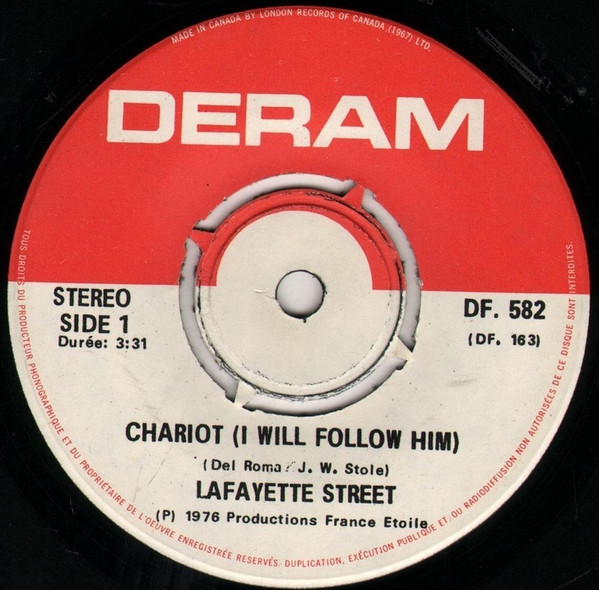 MADE IN CANADA BY LONDON RECORDS OF CANADA (1967) LTD.
DERAM
STEREO
SIDE 1
Durée: 3:31
DF. 582
(DF. 163)
CHARIOT (I WILL FOLLOW HIM)
(Del Roma / J. W. Stole)
LAFAYETTE STREET
(P) 1976 Productions France Etoile
TOUS DROITS DU PRODUCTEUR PHONOGRAPHIQUE ET DU PROPRIÉTAIRE DE L'OEUVRE ENREGISTRÉE RESERVÉS. DUPLICATION, EXÉCUTION PUBLIQUE ET/OU RADIODIFFUSION NON AUTORISÉES DE CE DISQUE SONT INTERDITES.